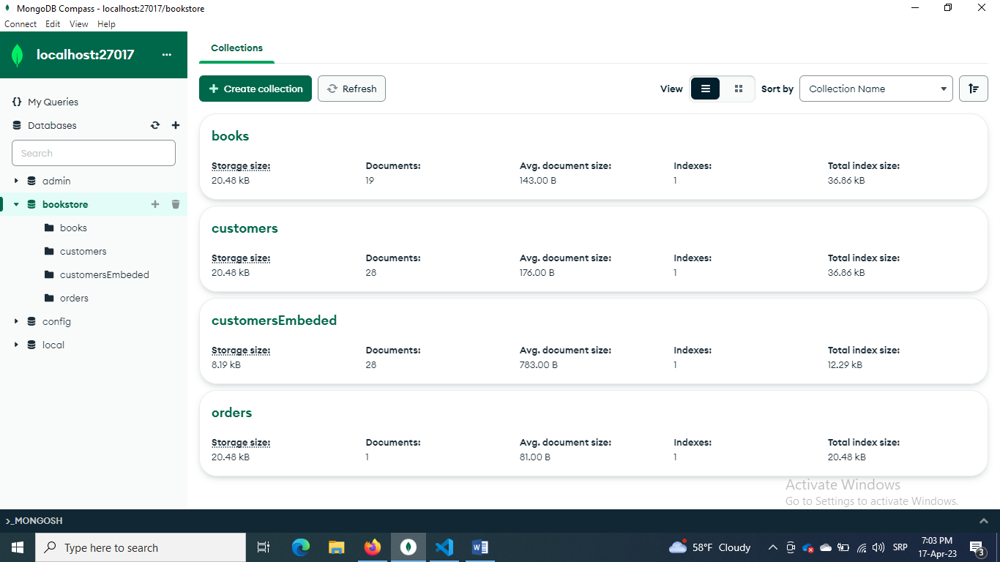 MongoDB Compass - localhost:27017/bookstore
Connect Edit View Help
localhost:27017 ...
{} My Queries
Databases
Search
admin
bookstore
books
customers
customersEmbeded
orders
config
local
Collections
Create collection Refresh View Sort by Collection Name
books
Storage size: Documents: Avg. document size: Indexes: Total index size:
20.48 kB 19 143.00 B 1 36.86 kB
customers
Storage size: Documents: Avg. document size: Indexes: Total index size:
20.48 kB 28 176.00 B 1 36.86 kB
customersEmbeded
Storage size: Documents: Avg. document size: Indexes: Total index size:
8.19 kB 28 783.00 B 1 12.29 kB
orders
Storage size: Documents: Avg. document size: Indexes: Total index size:
20.48 kB 1 81.00 B 1 20.48 kB
Activate Windows
Go to Settings to activate Windows.
>_MONGOSH
Type here to search 58°F Cloudy SRP 7:03 PM
17-Apr-23 3